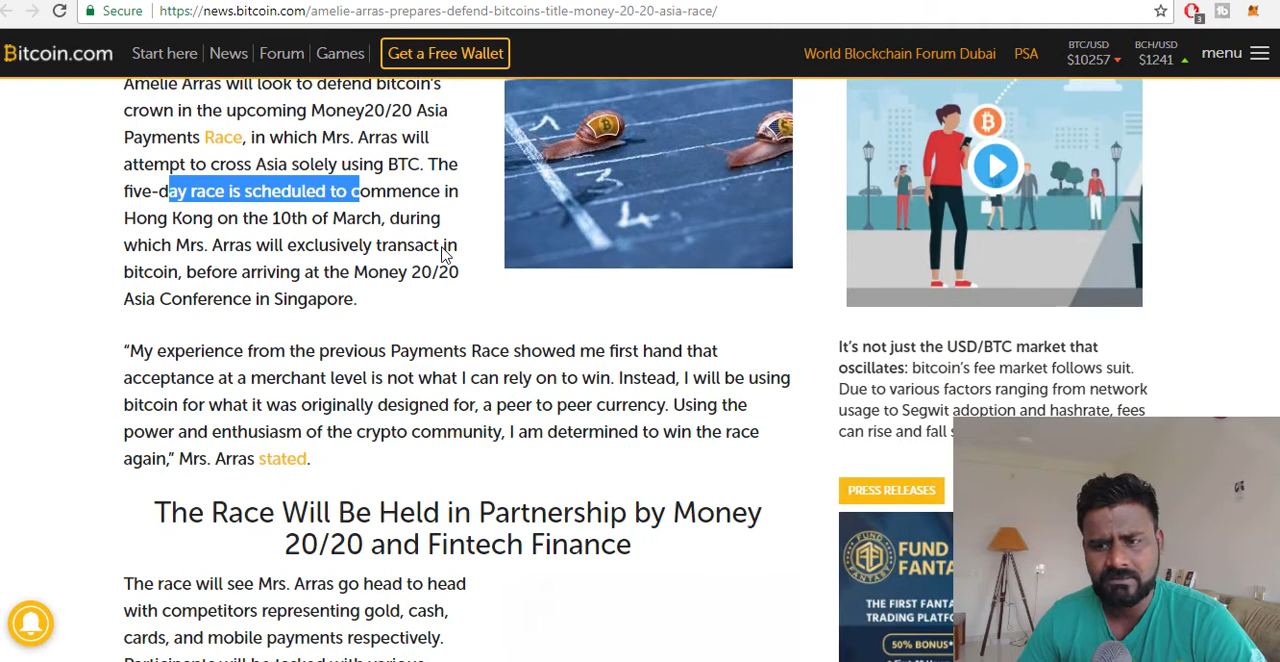 Secure
https://news.bitcoin.com/amelie-arras-prepares-defend-bitcoins-title-money-20-20-asia-race/
3
Bitcoin.com
Start here
News
Forum
Games
Get a Free Wallet
World Blockchain Forum Dubai
PSA
BTC/USD
$10257
BCH/USD
$1241
menu
Amelie Arras will look to defend bitcoin's
crown in the upcoming Money20/20 Asia
Payments Race, in which Mrs. Arras will
attempt to cross Asia solely using BTC. The
five-day race is scheduled to commence in
Hong Kong on the 10th of March, during
which Mrs. Arras will exclusively transact in
bitcoin, before arriving at the Money 20/20
Asia Conference in Singapore.
“My experience from the previous Payments Race showed me first hand that
acceptance at a merchant level is not what I can rely on to win. Instead, I will be using
bitcoin for what it was originally designed for, a peer to peer currency. Using the
power and enthusiasm of the crypto community, I am determined to win the race
again,” Mrs. Arras stated.
The Race Will Be Held in Partnership by Money
20/20 and Fintech Finance
The race will see Mrs. Arras go head to head
with competitors representing gold, cash,
cards, and mobile payments respectively.
It’s not just the USD/BTC market that
oscillates: bitcoin’s fee market follows suit.
Due to various factors ranging from network
usage to Segwit adoption and hashrate, fees
can rise and fall
PRESS RELEASES
FUND
FANTA
THE FIRST FANTA
TRADING PLATFO
50% BONUS*